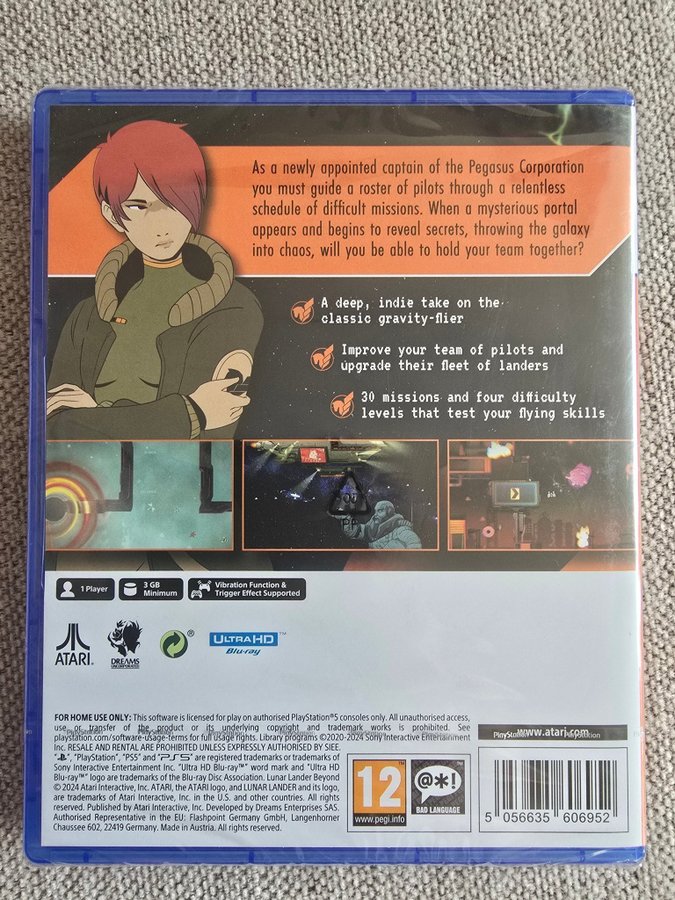 As a newly appointed captain of the Pegasus Corporation
you must guide a roster of pilots through a relentless
schedule of difficult missions. When a mysterious portal
appears and begins to reveal secrets, throwing the galaxy
into chaos, will you be able to hold your team together?
A deep, indie take on the
classic gravity-flier
Improve your team of pilots and
upgrade their fleet of landers
30 missions and four difficulty
levels that test your flying skills
PP
1 Player
3 GB
Minimum
Vibration Function &
Trigger Effect Supported
ATARI®
DREAMS
UNCORPORATED
®
ULTRA HD™
Blu-ray
FOR HOME USE ONLY: This software is licensed for play on authorised PlayStation®5 consoles only. All unauthorised access,
use or transfer of the product or its underlying copyright and trademark works is prohibited. See
playstation.com/software-usage-terms for full usage rights. Library programs ©2020-2024 Sony Interactive Entertainment
Inc. RESALE AND RENTAL ARE PROHIBITED UNLESS EXPRESSLY AUTHORISED BY SIEE.
"", "PlayStation", "PS5" and "PS5" are registered trademarks or trademarks of
Sony Interactive Entertainment Inc. "Ultra HD Blu-ray™" word mark and "Ultra HD
Blu-ray™" logo are trademarks of the Blu-ray Disc Association. Lunar Lander Beyond
© 2024 Atari Interactive, Inc. ATARI, the ATARI logo, and LUNAR LANDER and its logo,
are trademarks of Atari Interactive, Inc. in the U.S. and other countries. All rights
reserved. Published by Atari Interactive, Inc. Developed by Dreams Enterprises SAS.
Authorised Representative in the EU: Flashpoint Germany GmbH, Langenhorner
Chaussee 602, 22419 Germany. Made in Austria. All rights reserved.
PlayStation
www.atari.com
PlayStation
12™
www.pegi.info
@*!
BAD LANGUAGE
5 056635 606952